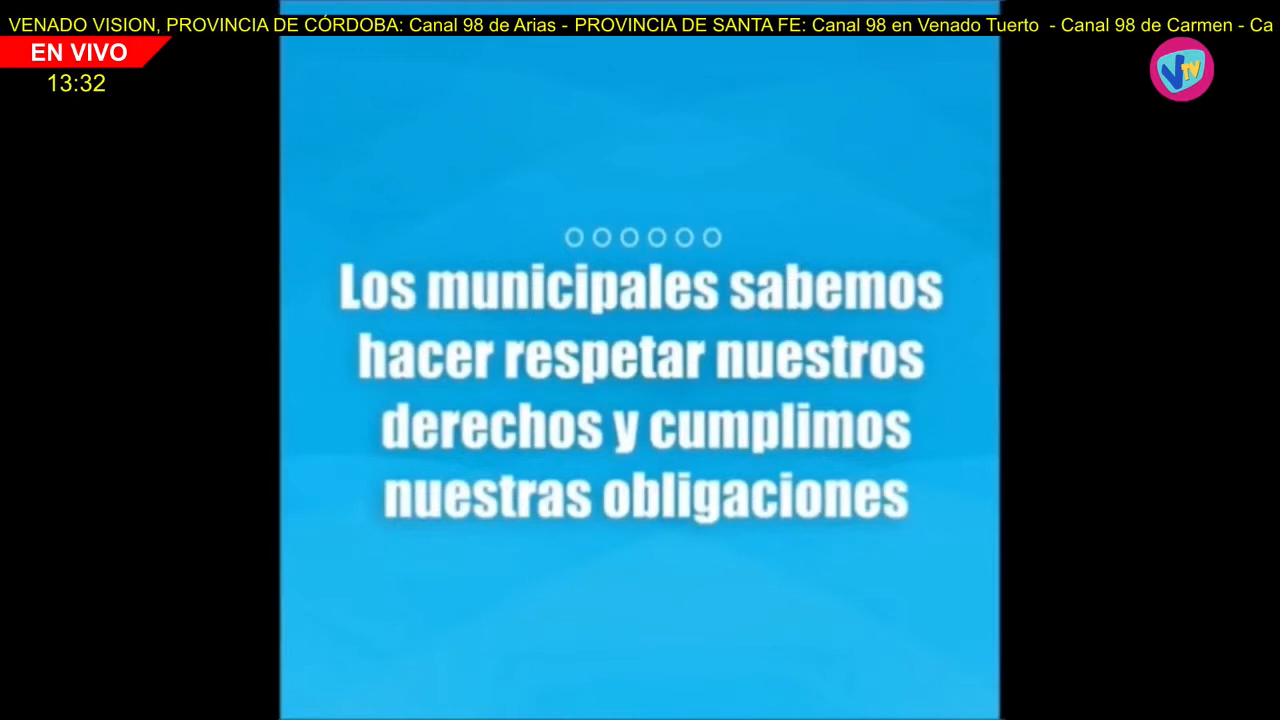 VENADO VISION, PROVINCIA DE CÓRDOBA: Canal 98 de Arias - PROVINCIA DE SANTA FE: Canal 98 en Venado Tuerto - Canal 98 de Carmen - Ca
EN VIVO
13:32
VTV
Los municipales sabemos
hacer respetar nuestros
derechos y cumplimos
nuestras obligaciones